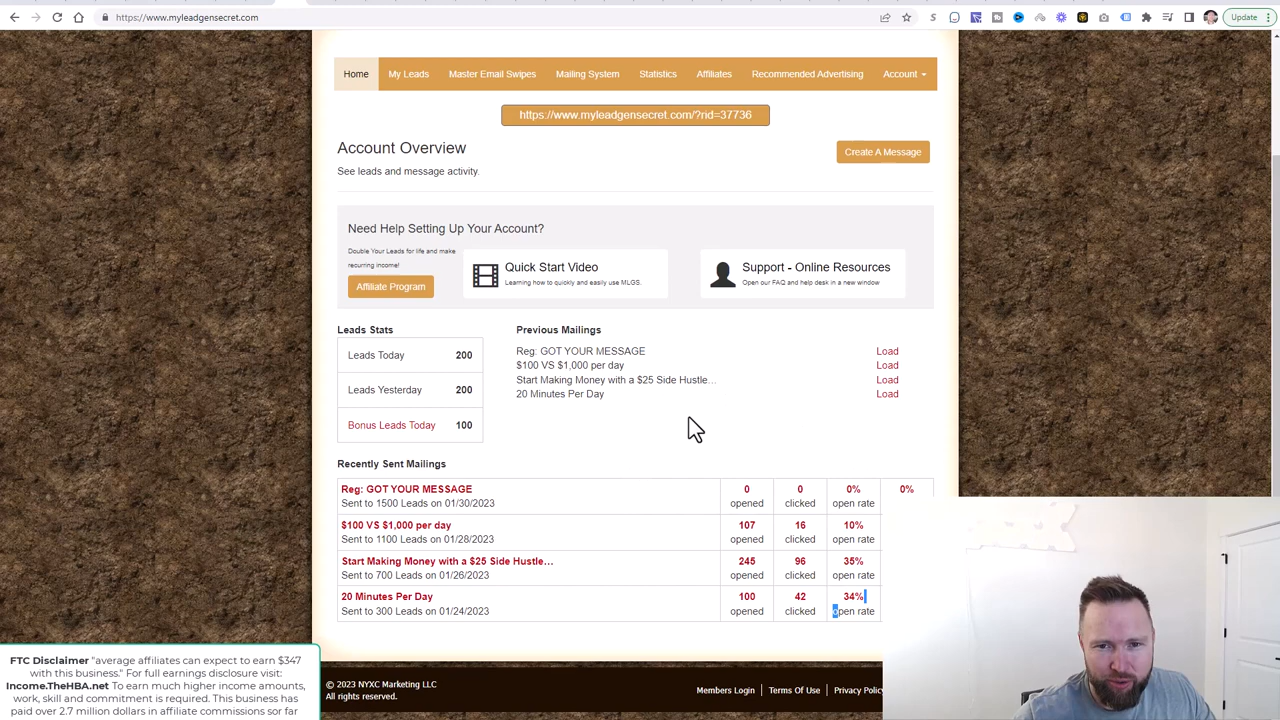 https://www.myleadgensecret.com
Update
Home
My Leads
Master Email Swipes
Mailing System
Statistics
Affiliates
Recommended Advertising
Account
https://www.myleadgensecret.com/?rid=37736
Account Overview
Create A Message
See leads and message activity.
Need Help Setting Up Your Account?
Double Your Leads for life and make
recurring income!
Affiliate Program
Quick Start Video
Learning how to quickly and easily use MLGS.
Support - Online Resources
Open our FAQ and help desk in a new window
Leads Stats
Leads Today 200
Leads Yesterday 200
Bonus Leads Today 100
Previous Mailings
Reg: GOT YOUR MESSAGE Load
$100 VS $1,000 per day Load
Start Making Money with a $25 Side Hustle... Load
20 Minutes Per Day Load
Recently Sent Mailings
Reg: GOT YOUR MESSAGE 0 0 0% 0%
Sent to 1500 Leads on 01/30/2023 opened clicked open rate
$100 VS $1,000 per day 107 16 10%
Sent to 1100 Leads on 01/28/2023 opened clicked open rate
Start Making Money with a $25 Side Hustle... 245 96 35%
Sent to 700 Leads on 01/26/2023 opened clicked open rate
20 Minutes Per Day 100 42 34%
Sent to 300 Leads on 01/24/2023 opened clicked open rate
FTC Disclaimer "average affiliates can expect to earn $347
with this business." For full earnings disclosure visit:
Income.TheHBA.net To earn much higher income amounts,
work, skill and commitment is required. This business has
paid over 2.7 million dollars in affiliate commissions sor far
© 2023 NYXC Marketing LLC
All rights reserved.
Members Login
Terms Of Use
Privacy Policy